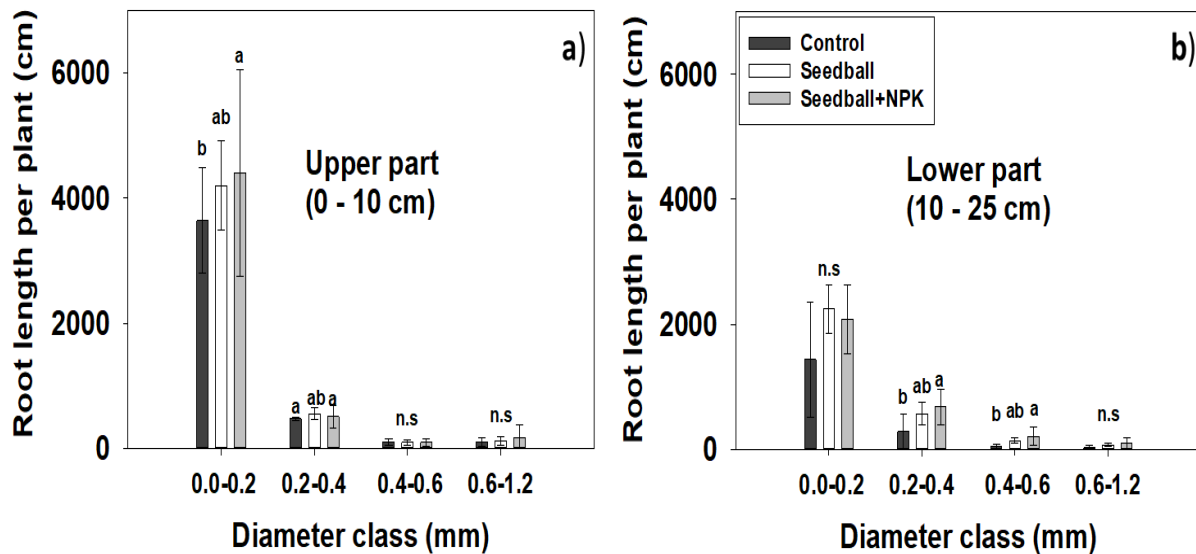 a)
Root length per plant (cm)
6000
4000
2000
0
Upper part
(0 - 10 cm)
b ab a
a ab a
n.s
n.s
0.0-0.2 0.2-0.4 0.4-0.6 0.6-1.2
Diameter class (mm)
b)
Control
Seedball
Seedball+NPK
Root length per plant (cm)
6000
4000
2000
0
Lower part
(10 - 25 cm)
n.s
b ab a
b ab a
n.s
0.0-0.2 0.2-0.4 0.4-0.6 0.6-1.2
Diameter class (mm)